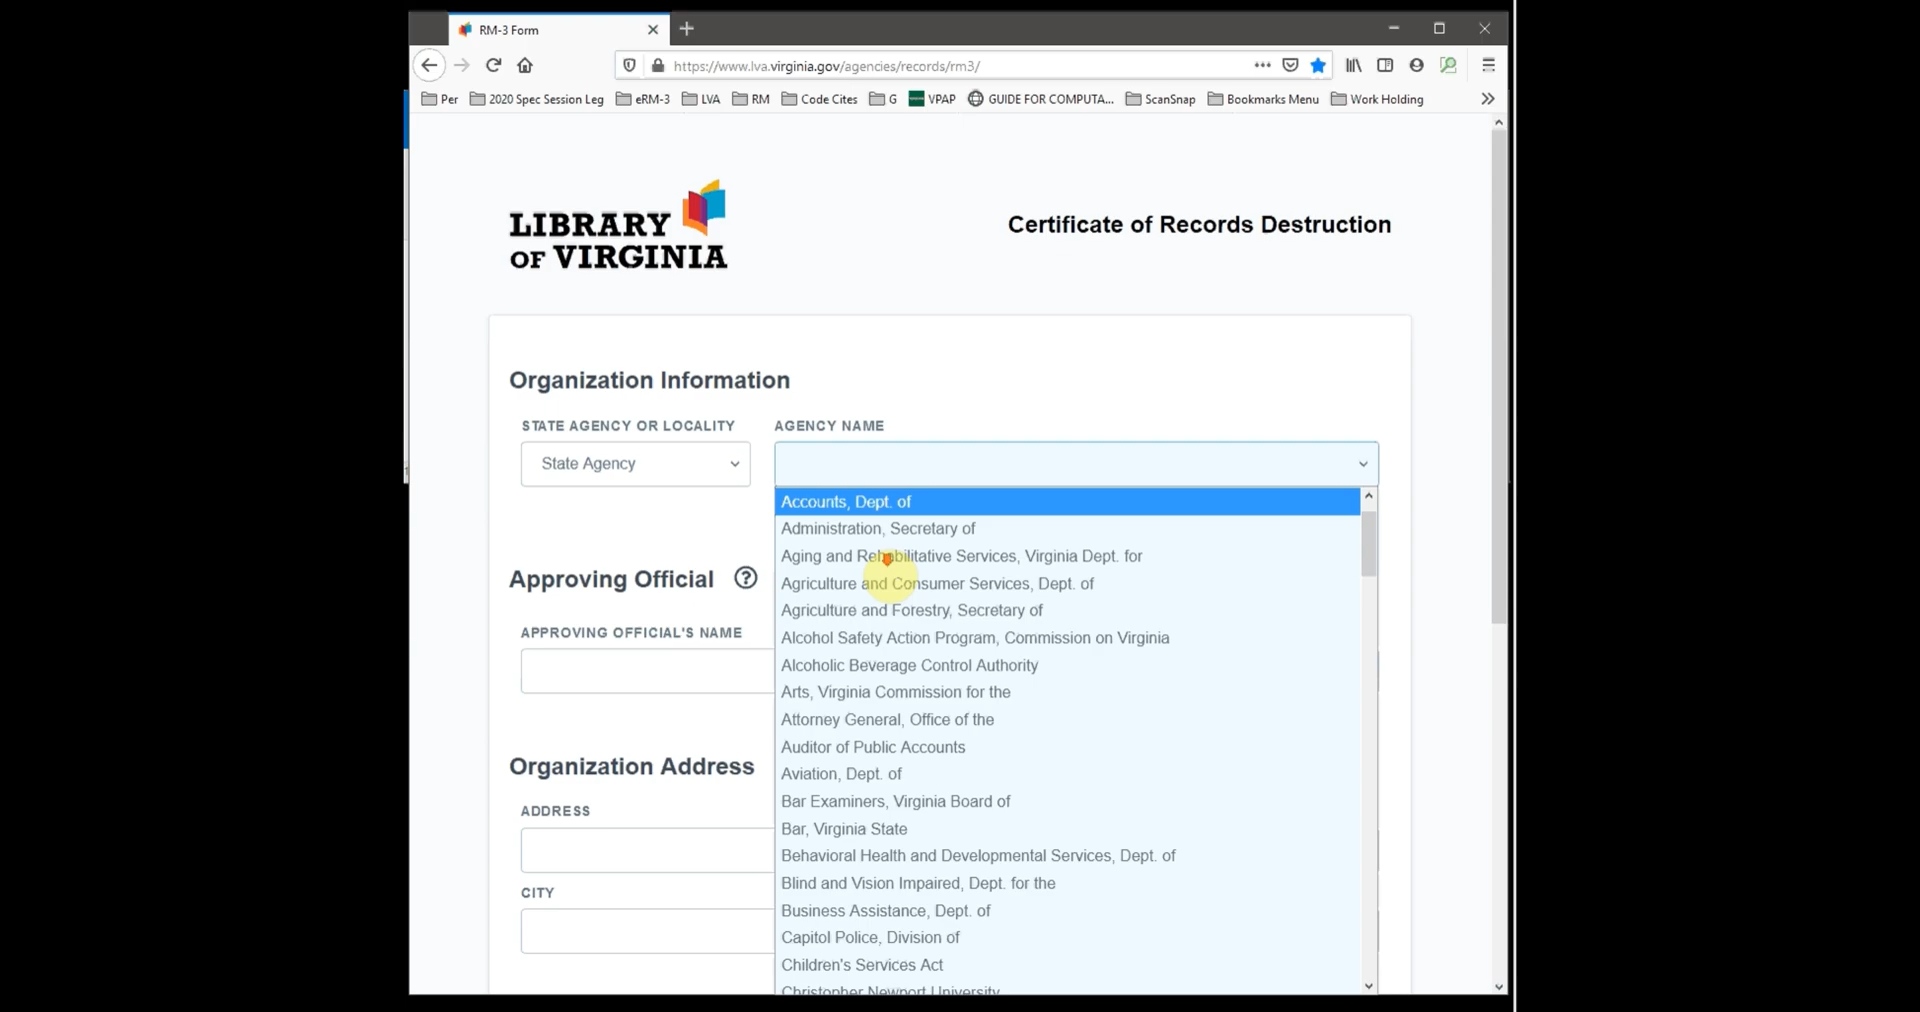 RM-3 Form
https://www.lva.virginia.gov/agencies/records/rm3/
Per 2020 Spec Session Leg eRM-3 LVA RM Code Cites G VPAP GUIDE FOR COMPUTA... ScanSnap Bookmarks Menu Work Holding
LIBRARY
OF VIRGINIA
Certificate of Records Destruction
Organization Information
STATE AGENCY OR LOCALITY AGENCY NAME
State Agency
Accounts, Dept. of
Administration, Secretary of
Aging and Rehabilitative Services, Virginia Dept. for
Agriculture and Consumer Services, Dept. of
Agriculture and Forestry, Secretary of
Alcohol Safety Action Program, Commission on Virginia
Alcoholic Beverage Control Authority
Arts, Virginia Commission for the
Attorney General, Office of the
Auditor of Public Accounts
Aviation, Dept. of
Bar Examiners, Virginia Board of
Bar, Virginia State
Behavioral Health and Developmental Services, Dept. of
Blind and Vision Impaired, Dept. for the
Business Assistance, Dept. of
Capitol Police, Division of
Children's Services Act
Christopher Newport University
Approving Official ?
APPROVING OFFICIAL'S NAME
Organization Address
ADDRESS
CITY